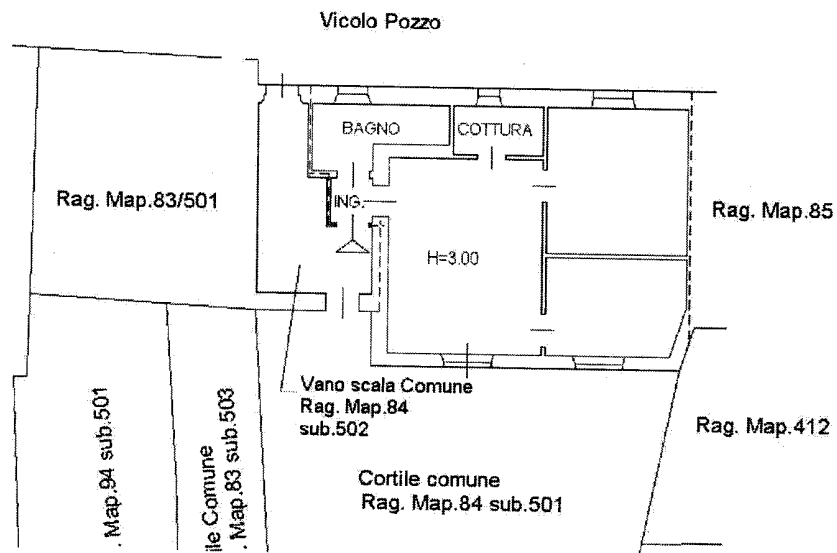 Vicolo Pozzo
BAGNO
COTTURA
Rag. Map.83/501
ING.
Rag. Map.85
H=3.00
Vano scala Comune
Rag. Map.84
sub.502
. Map.94 sub.501
ile Comune
. Map.83 sub.503
Rag. Map.412
Cortile comune
Rag. Map.84 sub.501